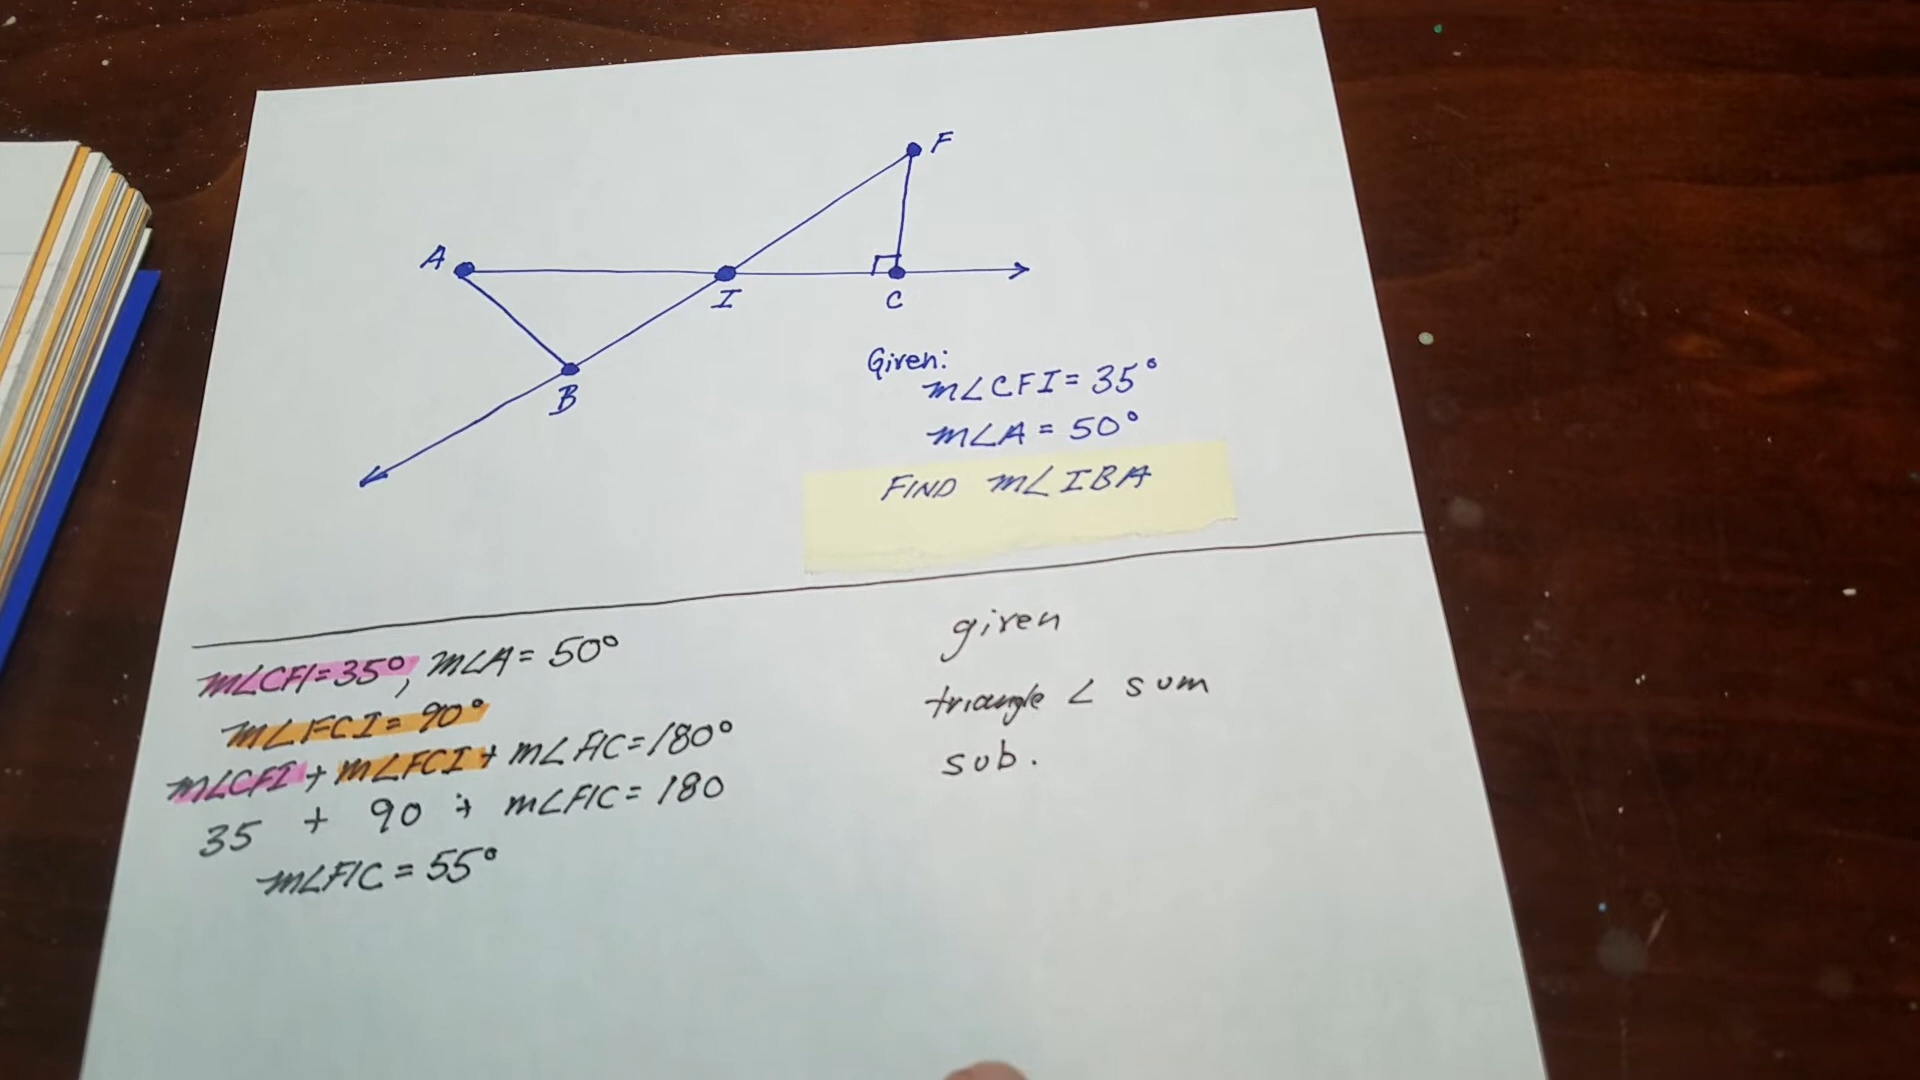 F
A
I
C
B
Given:
m∠CFI = 35°
m∠A = 50°
FIND m∠IBA
m∠CFI = 35°, m∠A = 50°
given
m∠FCI = 90°
triangle ∠ sum
m∠CFI + m∠FCI + m∠FIC = 180°
sub.
35 + 90 + m∠FIC = 180
m∠FIC = 55°